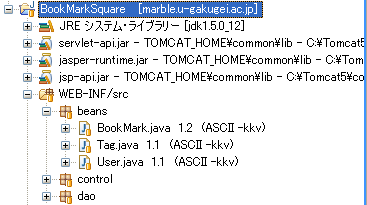 BookMarkSquare [marble.u-gakugei.ac.jp]
JRE システム・ライブラリー [jdk1.5.0_12]
servlet-api.jar - TOMCAT_HOME¥common¥lib - C:¥Tomcat5¥c
jasper-runtime.jar - TOMCAT_HOME¥common¥lib - C:¥Tom
jsp-api.jar - TOMCAT_HOME¥common¥lib - C:¥Tomcat5¥co
WEB-INF/src
beans
BookMark.java 1.2 (ASCII -kkv)
Tag.java 1.1 (ASCII -kkv)
User.java 1.1 (ASCII -kkv)
control
dao